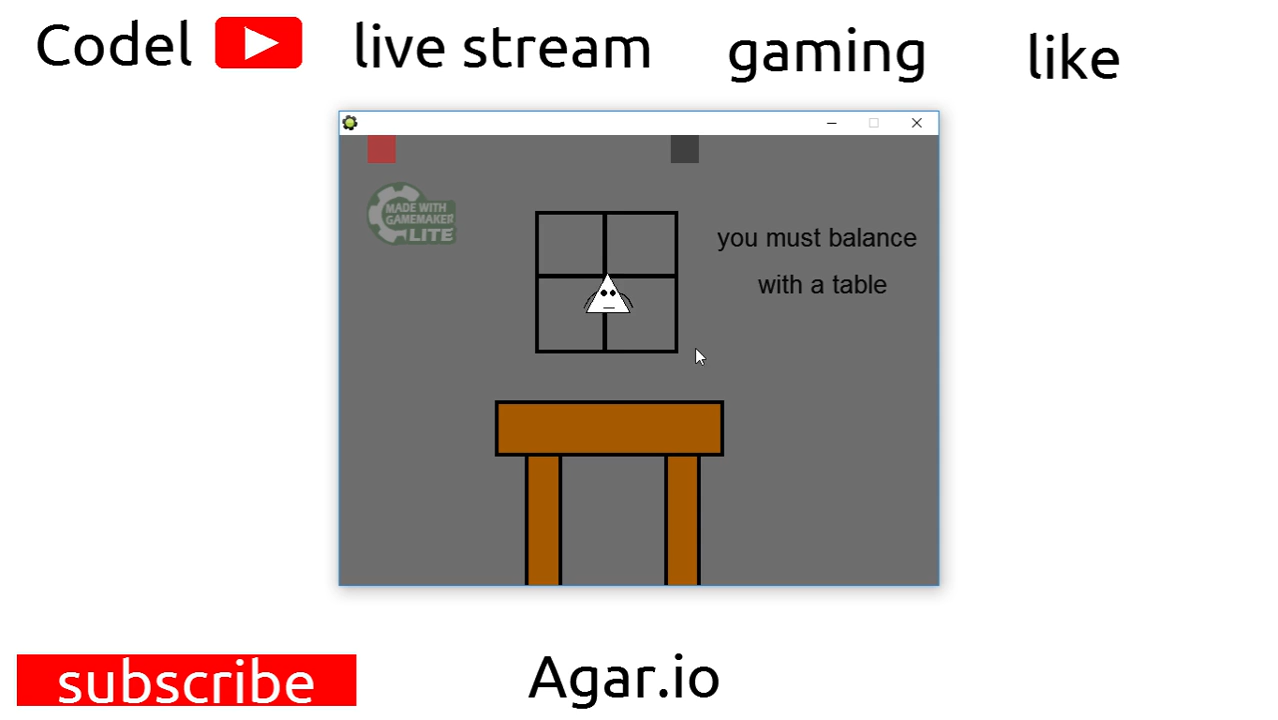 Codel
live stream
gaming
like
MADE WITH
GAMEMAKER
LITE
you must balance
with a table
subscribe
Agar.io